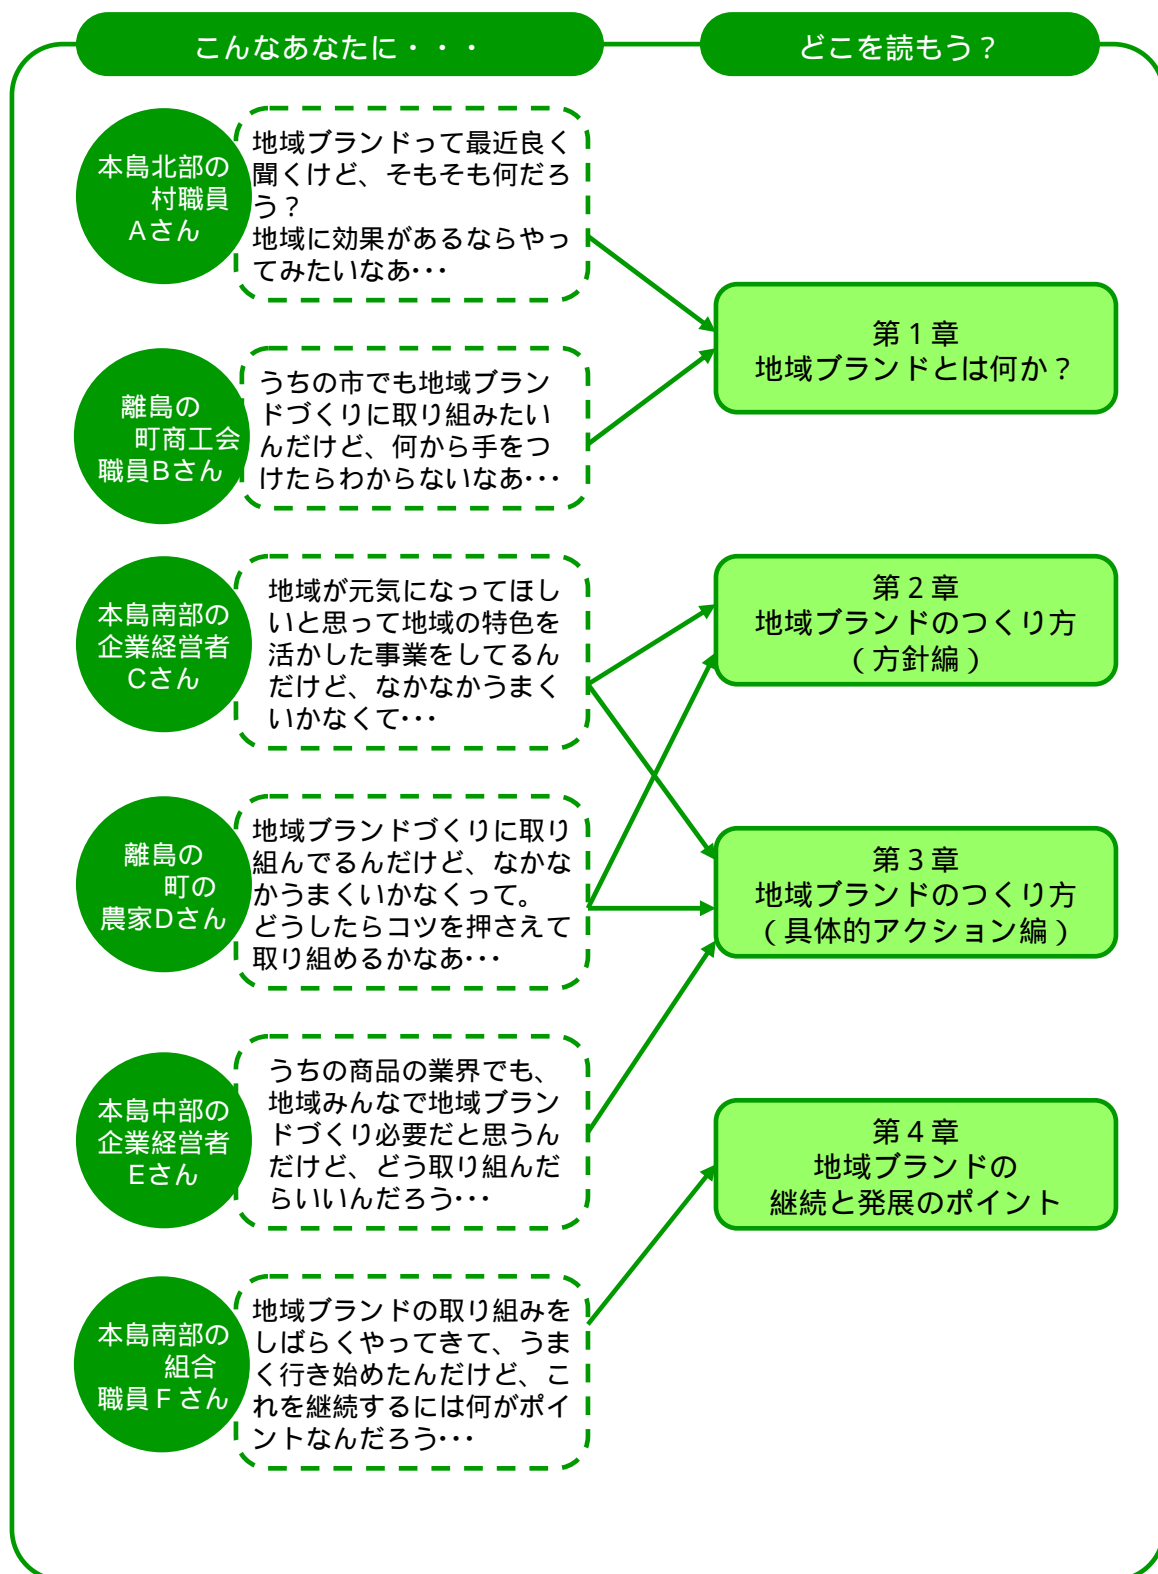 こんなあなたに・・・
どこを読もう？
本島北部の
村職員
Aさん
地域ブランドって最近良く
聞くけど、そもそも何だろ
う？
地域に効果があるならやっ
てみたいなあ･･･
第１章
地域ブランドとは何か？
離島の
町商工会
職員Bさん
うちの市でも地域ブラン
ドづくりに取り組みたい
んだけど、何から手をつ
けたらわからないなあ･･･
本島南部の
企業経営者
Cさん
地域が元気になってほし
いと思って地域の特色を
活かした事業をしてるん
だけど、なかなかうまく
いかなくて･･･
第２章
地域ブランドのつくり方
（方針編）
離島の
町の
農家Dさん
地域ブランドづくりに取り
組んでるんだけど、なかな
かうまくいかなくって。
どうしたらコツを押さえて
取り組めるかなあ･･･
第３章
地域ブランドのつくり方
（具体的アクション編）
本島中部の
企業経営者
Eさん
うちの商品の業界でも、
地域みんなで地域ブラン
ドづくり必要だと思うん
だけど、どう取り組んだ
らいいんだろう･･･
第４章
地域ブランドの
継続と発展のポイント
本島南部の
組合
職員Ｆさん
地域ブランドの取り組みを
しばらくやってきて、うま
く行き始めたんだけど、こ
れを継続するには何がポイ
ントなんだろう･･･